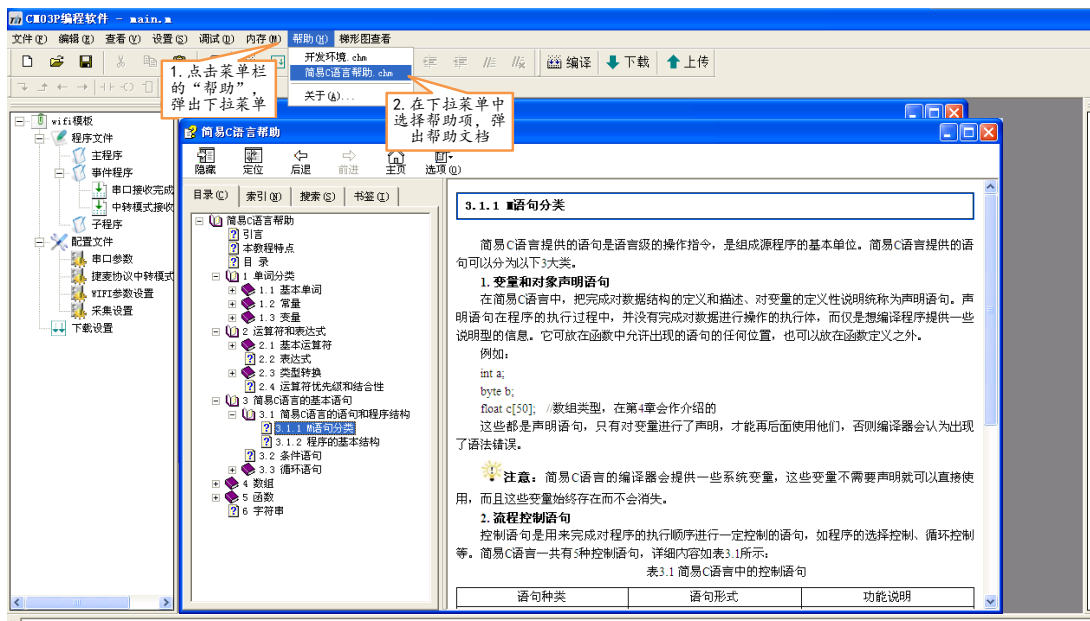 CM03P编程软件 - main.m
文件(F) 编辑(E) 查看(V) 设置(S) 调试(D) 内存(M) 帮助(H) 梯形图查看
开发环境.chm
简易C语言帮助.chm
关于(A)...
编译 下载 上传
1.点击菜单栏
的“帮助”，
弹出下拉菜单
2.在下拉菜单中
选择帮助项，弹
出帮助文档
wifi模板
程序文件
主程序
事件程序
串口接收完成
中转模式接收
子程序
配置文件
串口参数
捷麦协议中转模式
WIFI参数设置
采集设置
下载设置
简易C语言帮助
隐藏 定位 后退 前进 主页 选项(O)
目录(C) 索引(N) 搜索(S) 书签(I)
简易C语言帮助
引言
本教程特点
目 录
1 单词分类
1.1 基本单词
1.2 常量
1.3 变量
2 运算符和表达式
2.1 基本运算符
2.2 表达式
2.3 类型转换
2.4 运算符优先级和结合性
3 简易C语言的基本语句
3.1 简易C语言的语句和程序结构
3.1.1 M语句分类
3.1.2 程序的基本结构
3.2 条件语句
3.3 循环语句
4 数组
5 函数
6 字符串
3.1.1 M语句分类
简易C语言提供的语句是语言级的操作指令，是组成源程序的基本单位。简易C语言提供的语
句可以分为以下3大类。
1. 变量和对象声明语句
在简易C语言中，把完成对数据结构的定义和描述、对变量的定义性说明统称为声明语句。声
明语句在程序的执行过程中，并没有完成对数据进行操作的执行体，而仅是想编译程序提供一些
说明型的信息。它可放在函数中允许出现的语句的任何位置，也可以放在函数定义之外。
例如：
int a;
byte b;
float c[50]; //数组类型，在第4章会作介绍的
这些都是声明语句，只有对变量进行了声明，才能再后面使用他们，否则编译器会认为出现
了语法错误。
注意：简易C语言的编译器会提供一些系统变量，这些变量不需要声明就可以直接使
用，而且这些变量始终存在而不会消失。
2. 流程控制语句
控制语句是用来完成对程序的执行顺序进行一定控制的语句，如程序的选择控制、循环控制
等。简易C语言一共有5种控制语句，详细内容如表3.1所示：
表3.1 简易C语言中的控制语句
语句种类 语句形式 功能说明